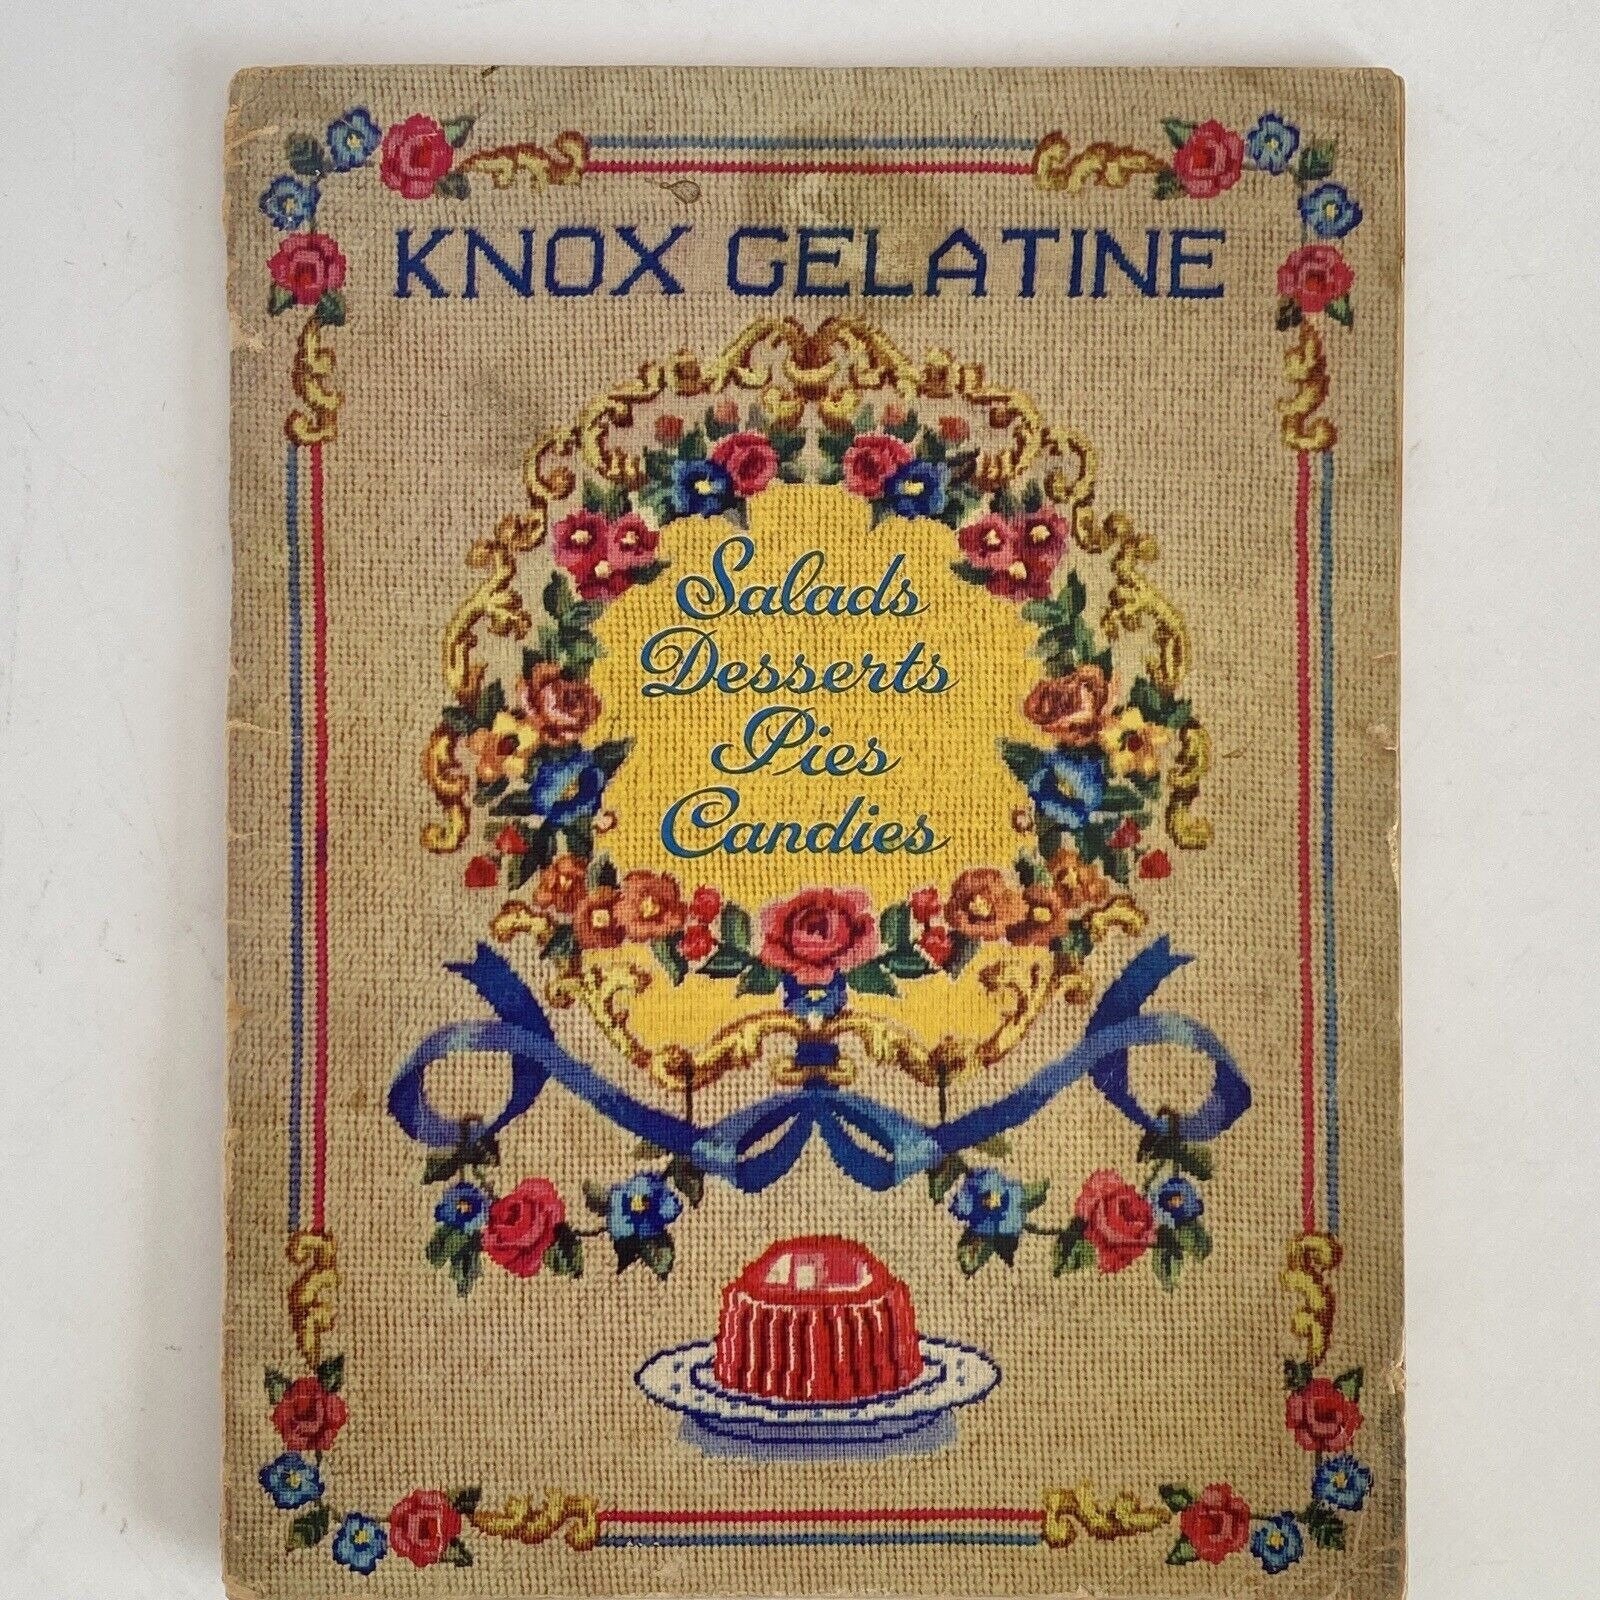 KNOX GELATINE
Salads
Desserts
Pies
Candies